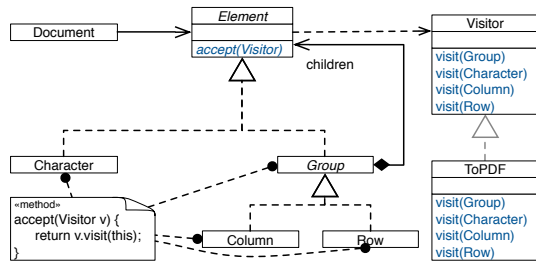 Element
Visitor
Document
accept(Visitor)
children
visit(Group)
visit(Character)
visit(Column)
visit(Row)
Character
Group
ToPDF
«method»
accept(Visitor v) {
return v.visit(this);
}
Column
Row
visit(Group)
visit(Character)
visit(Column)
visit(Row)